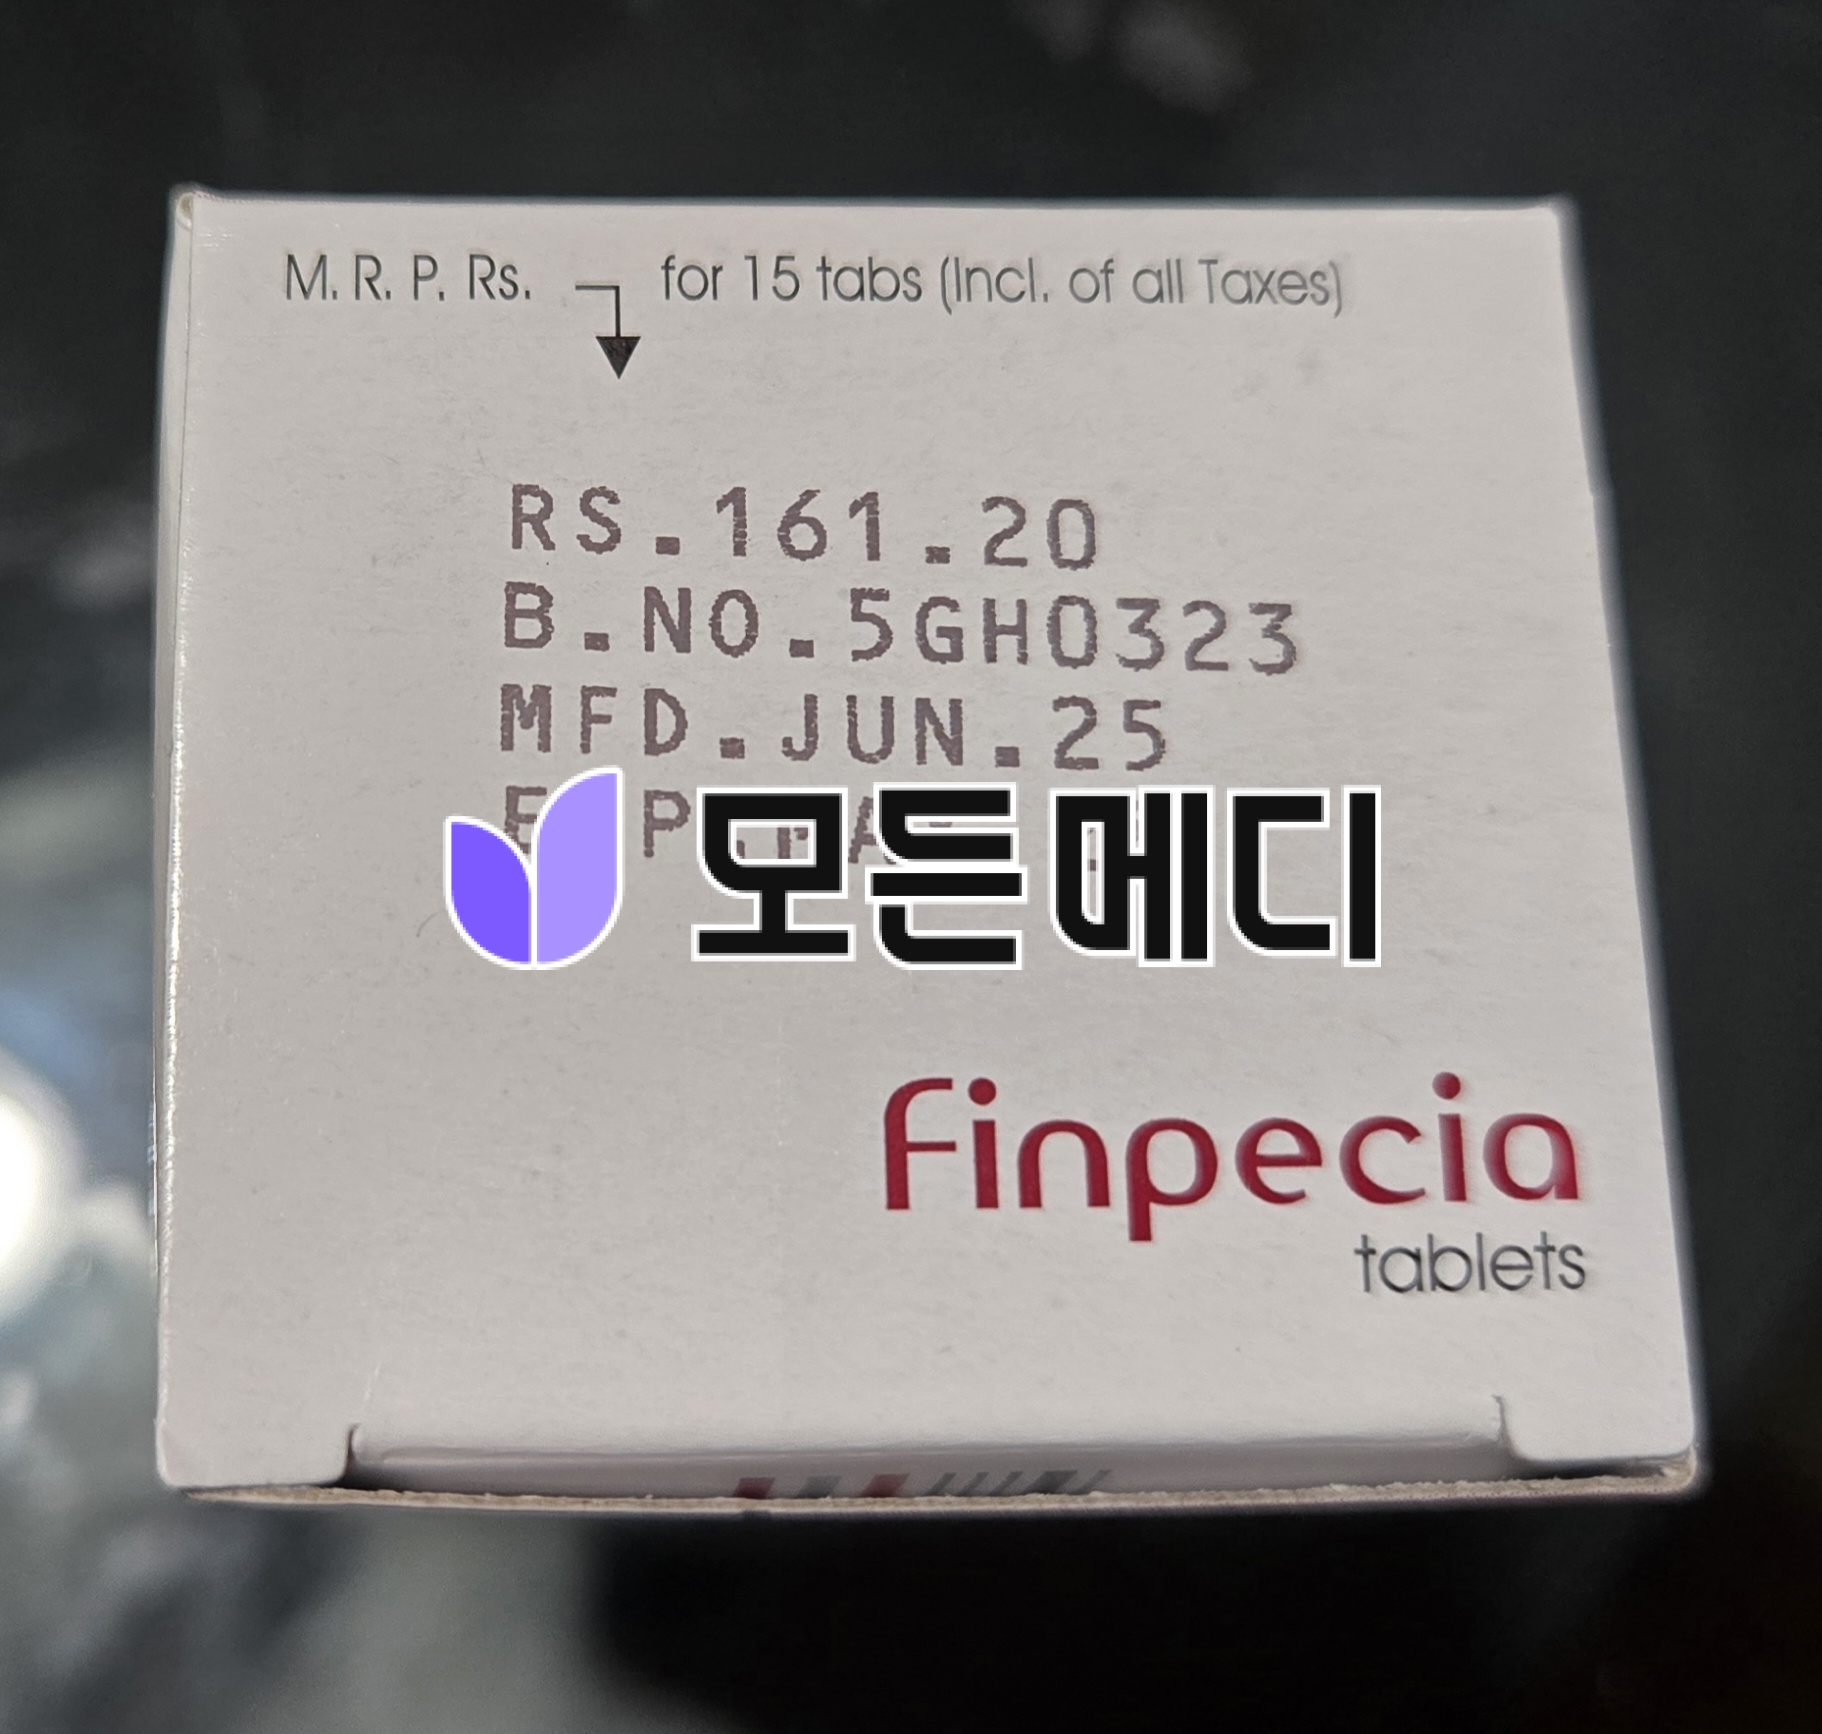 M. R. P. Rs. for 15 tabs (Incl. of all Taxes)
RS.161.20
B.NO.5GH0323
MFD.JUN.25
모든메디
Finpecia
tablets